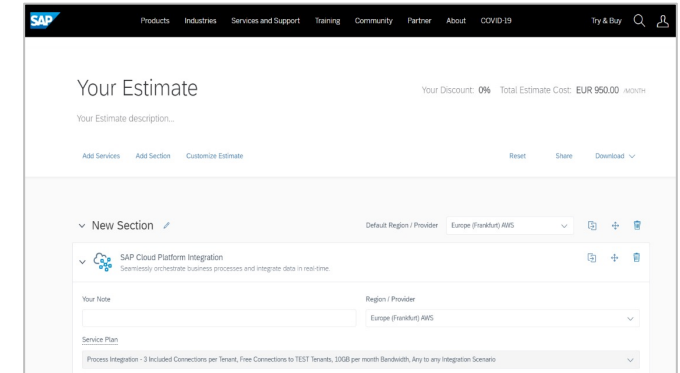 SAP Products Industries Services and Support Training Community Partner About COVID-19 Try & Buy
Your Estimate Your Discount: 0% Total Estimate Cost: EUR 950.00 /MONTH
Your Estimate description...
Add Services Add Section Customize Estimate Reset Share Download
New Section Default Region / Provider Europe (Frankfurt) AWS
SAP Cloud Platform Integration
Seamlessly orchestrate business processes and integrate data in real-time.
Your Note Region / Provider
Europe (Frankfurt) AWS
Service Plan
Process Integration - 3 Included Connections per Tenant, Free Connections to TEST Tenants, 10GB per month Bandwidth, Any to any Integration Scenario